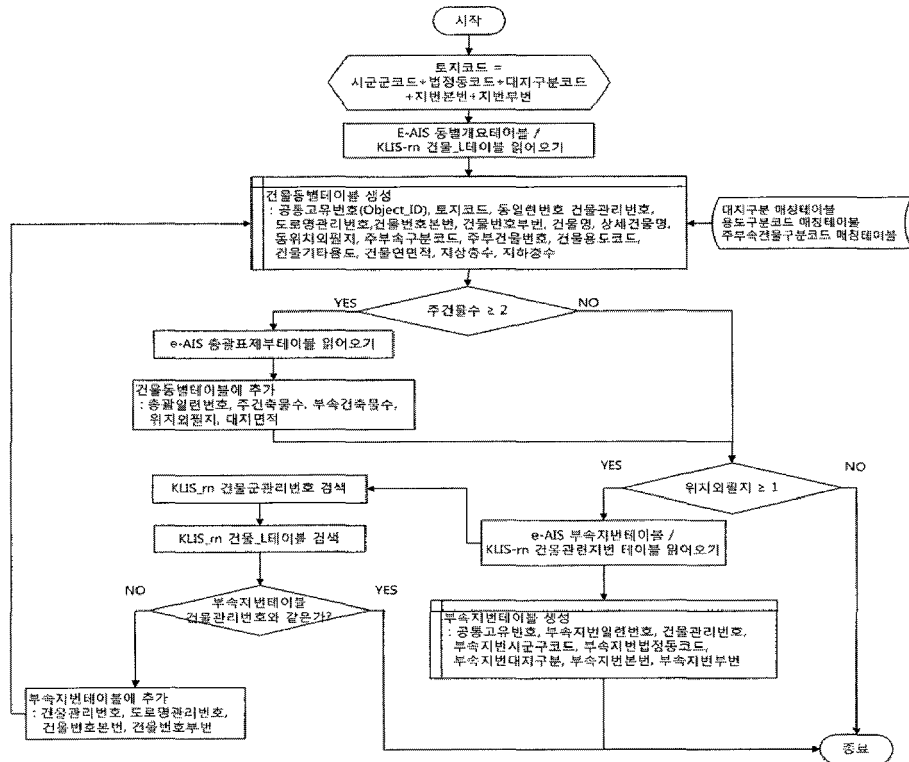 시작
토지코드 =
시군군코드+법정동코드+대지구분코드
+지번본번+지번부번
E-AIS 동별개요테이블 /
KLIS-rn 건물_L테이블 읽어오기
건물동별테이블 생성
: 공통고유번호(Object_ID), 토지코드, 동일련번호 건물관리번호,
도로명관리번호,건물번호본번, 건물번호부번, 건물명, 상세건물명,
동위치외필지, 주부속구분코드, 주부건물번호, 건물용도코드,
건물기타용도, 건물연면적, 지상층수, 지하층수
대지구분 매칭테이블
용도구분코드 매칭테이블
주부속건물구분코드 매칭테이블
YES
주건물수 ≥ 2
NO
e-AIS 총괄표제부테이블 읽어오기
건물동별테이블에 추가
: 총괄일련번호, 주건축물수, 부속건축물수,
위치외필지, 대지면적
YES
위치외필지 ≥ 1
NO
KLIS_rn 건물군관리번호 검색
e-AIS 부속지번테이블 /
KLIS-rn 건물관련지번 테이블 읽어오기
KLIS_rn 건물_L테이블 검색
NO
부속지번테이블
건물관리번호와 같은가?
YES
부속지번테이블 생성
: 공통고유번호, 부속지번일련번호, 건물관리번호,
부속지번시군구코드, 부속지번법정동코드,
부속지번대지구분, 부속지번본번, 부속지번부번
부속지번테이블에 추가
: 건물관리번호, 도로명관리번호,
건물번호본번, 건물번호부번
종료